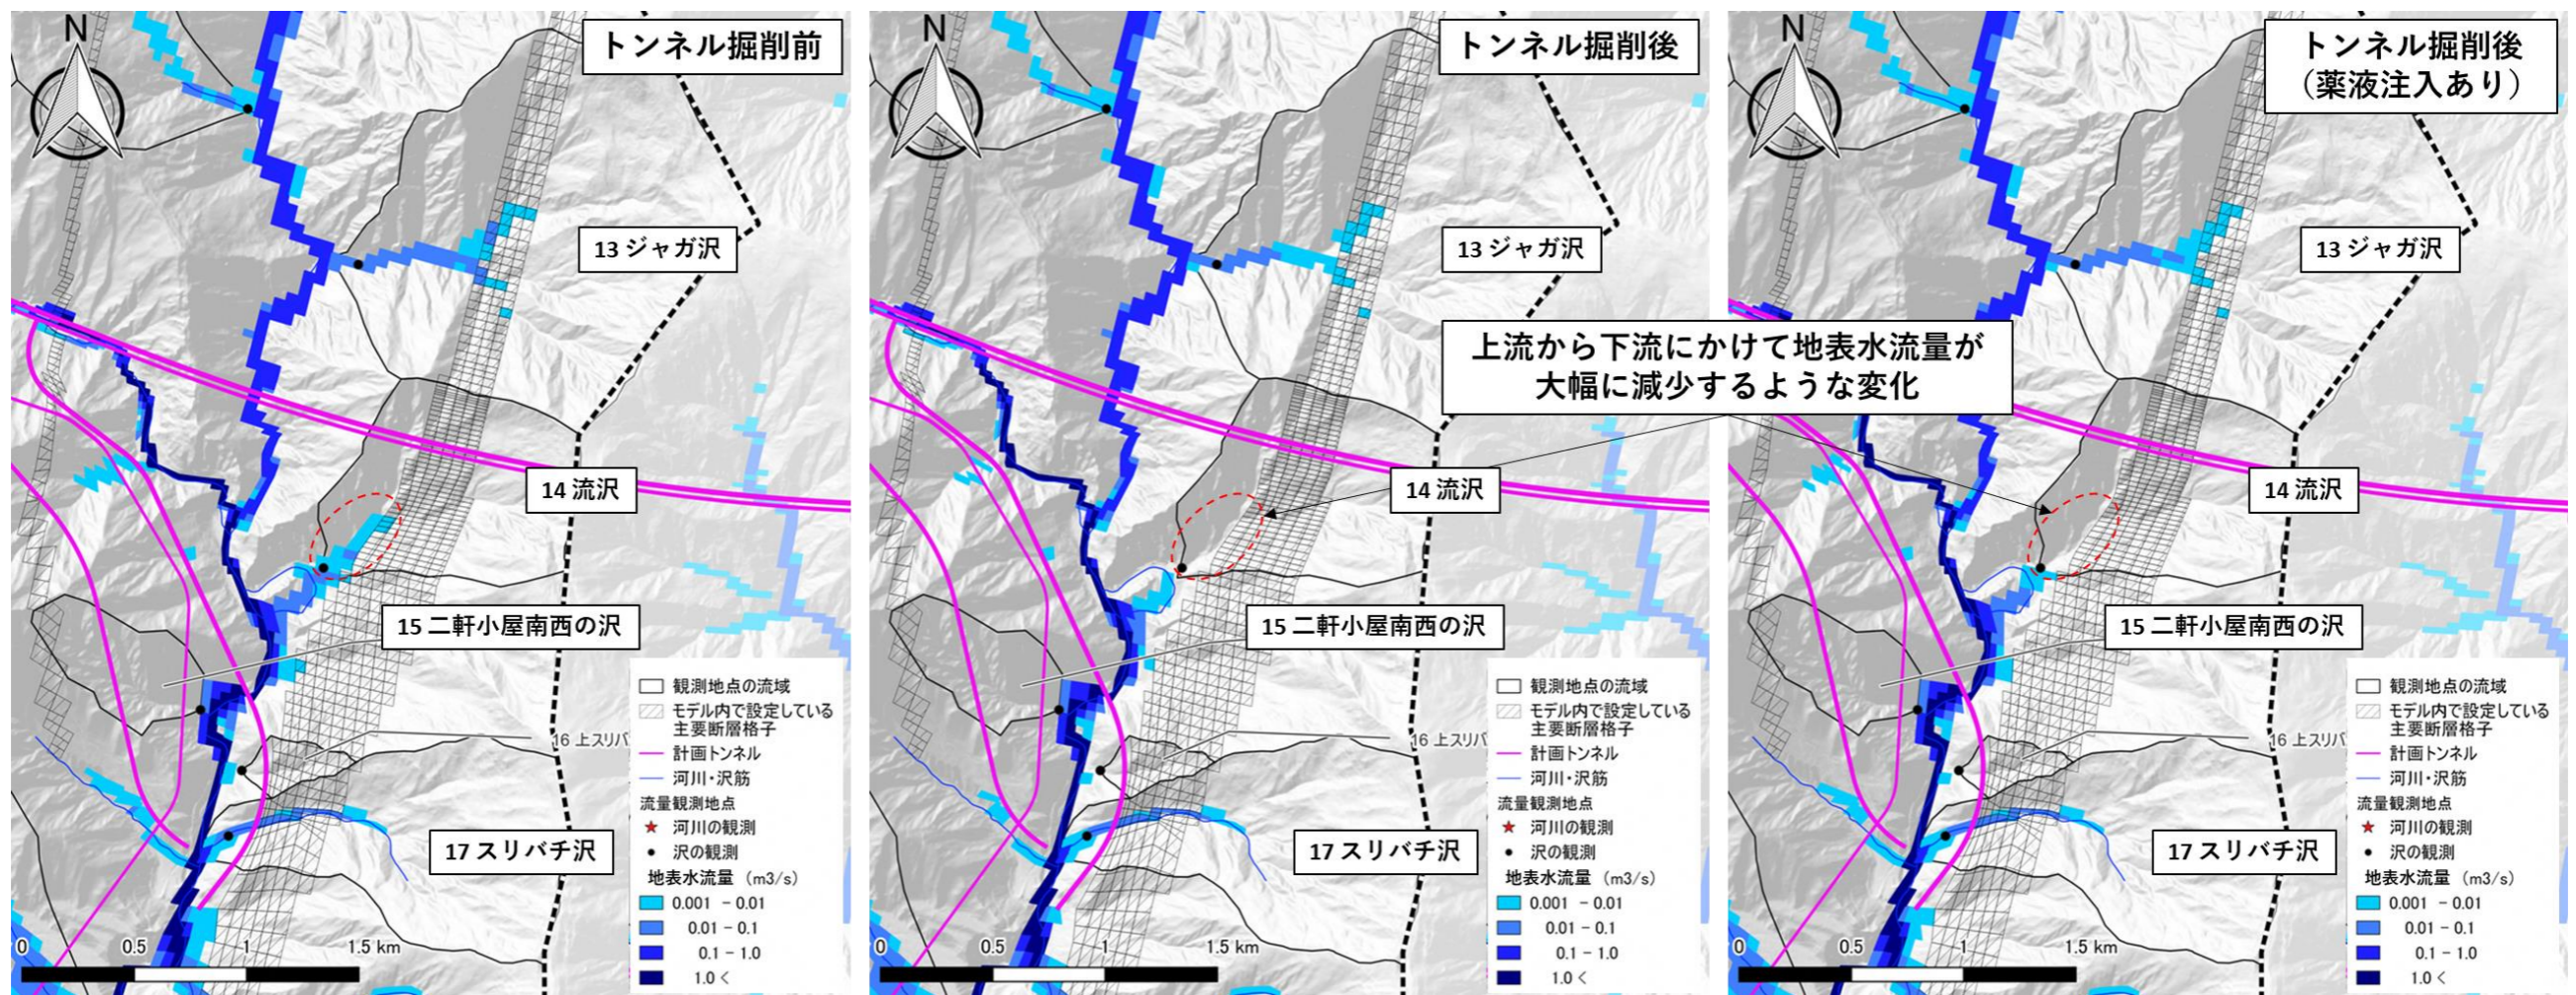 N
トンネル掘削前
13 ジャガ沢
14 流沢
15 二軒小屋南西の沢
16 上スリバ
17 スリバチ沢
観測地点の流域
モデル内で設定している
主要断層格子
計画トンネル
河川・沢筋
流量観測地点
河川の観測
沢の観測
地表水流量 (m3/s)
0.001 - 0.01
0.01 - 0.1
0.1 - 1.0
1.0 <
0 0.5 1 1.5 km
N
トンネル掘削後
13 ジャガ沢
上流から下流にかけて地表水流量が
大幅に減少するような変化
14 流沢
15 二軒小屋南西の沢
16 上スリバ
17 スリバチ沢
観測地点の流域
モデル内で設定している
主要断層格子
計画トンネル
河川・沢筋
流量観測地点
河川の観測
沢の観測
地表水流量 (m3/s)
0.001 - 0.01
0.01 - 0.1
0.1 - 1.0
1.0 <
0 0.5 1 1.5 km
N
トンネル掘削後
(薬液注入あり)
13 ジャガ沢
14 流沢
15 二軒小屋南西の沢
16 上スリバ
17 スリバチ沢
観測地点の流域
モデル内で設定している
主要断層格子
計画トンネル
河川・沢筋
流量観測地点
河川の観測
沢の観測
地表水流量 (m3/s)
0.001 - 0.01
0.01 - 0.1
0.1 - 1.0
1.0 <
0 0.5 1 1.5 km